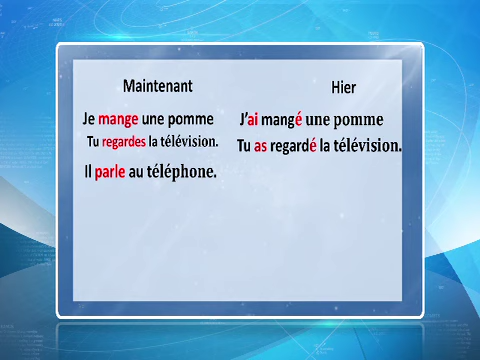 Maintenant
Hier
Je mange une pomme
J'ai mangé une pomme
Tu regardes la télévision.
Tu as regardé la télévision.
Il parle au téléphone.